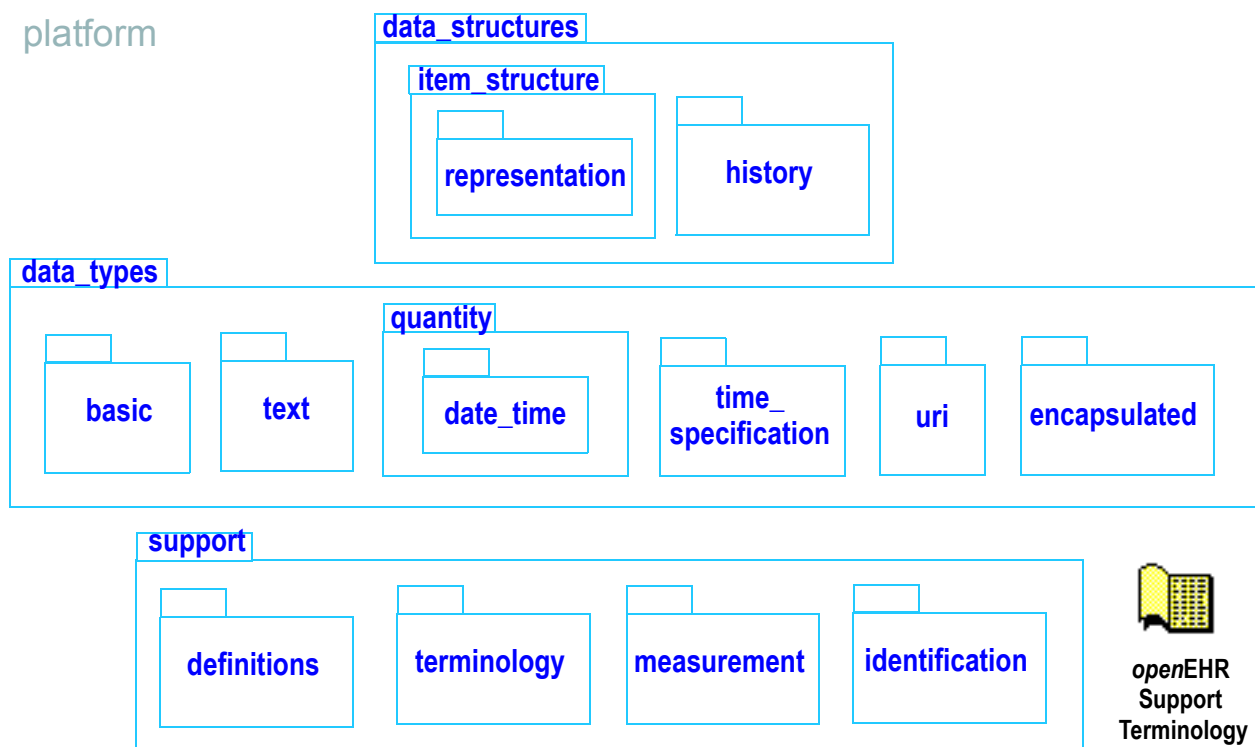 platform
data_structures
item_structure
representation
history
data_types
quantity
basic
text
date_time
time_
specification
uri
encapsulated
support
definitions
terminology
measurement
identification
openEHR
Support
Terminology